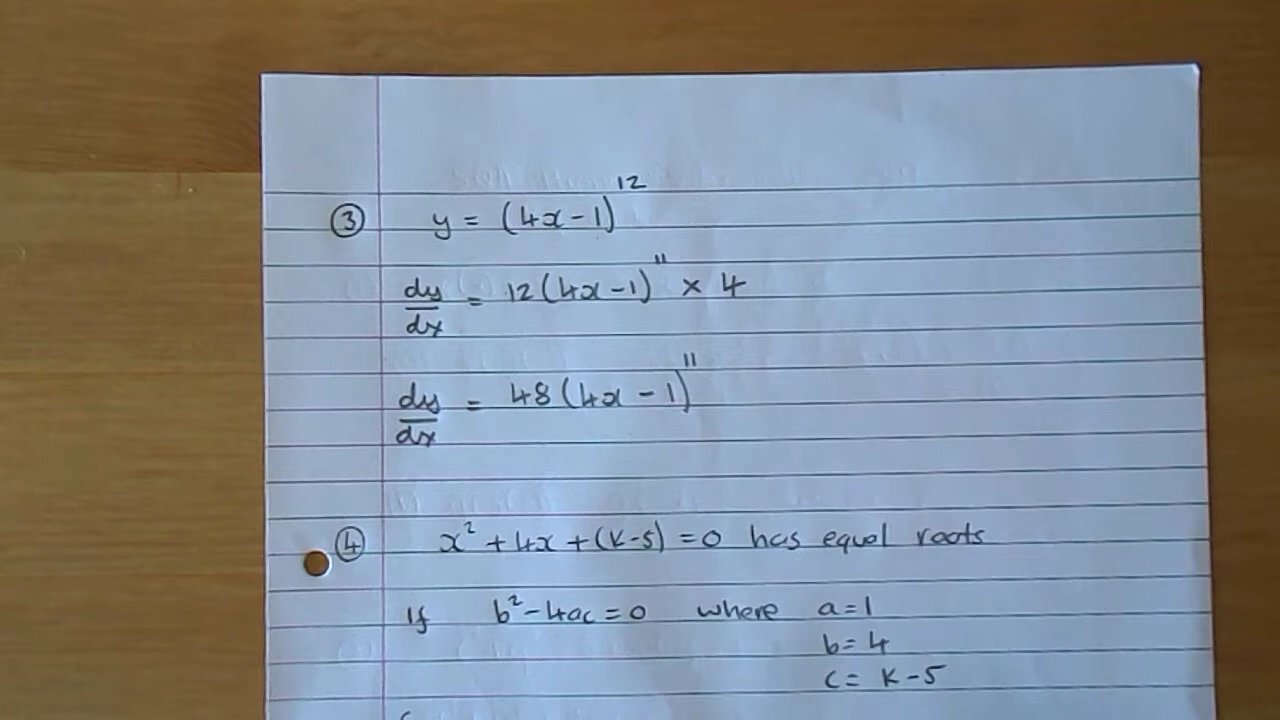 ③ y = (4x-1)¹²
dy/dx = 12(4x-1)¹¹ × 4
dy/dx = 48(4x-1)¹¹
④ x²+4x+(k-5)=0 has equal roots
If b²-4ac=0 where a=1
b=4
c= k-5